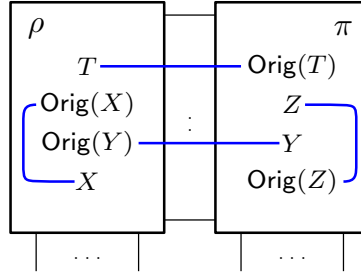 ρ π
T Orig(T)
Orig(X) Z
⋮
Orig(Y) Y
X Orig(Z)
... ...